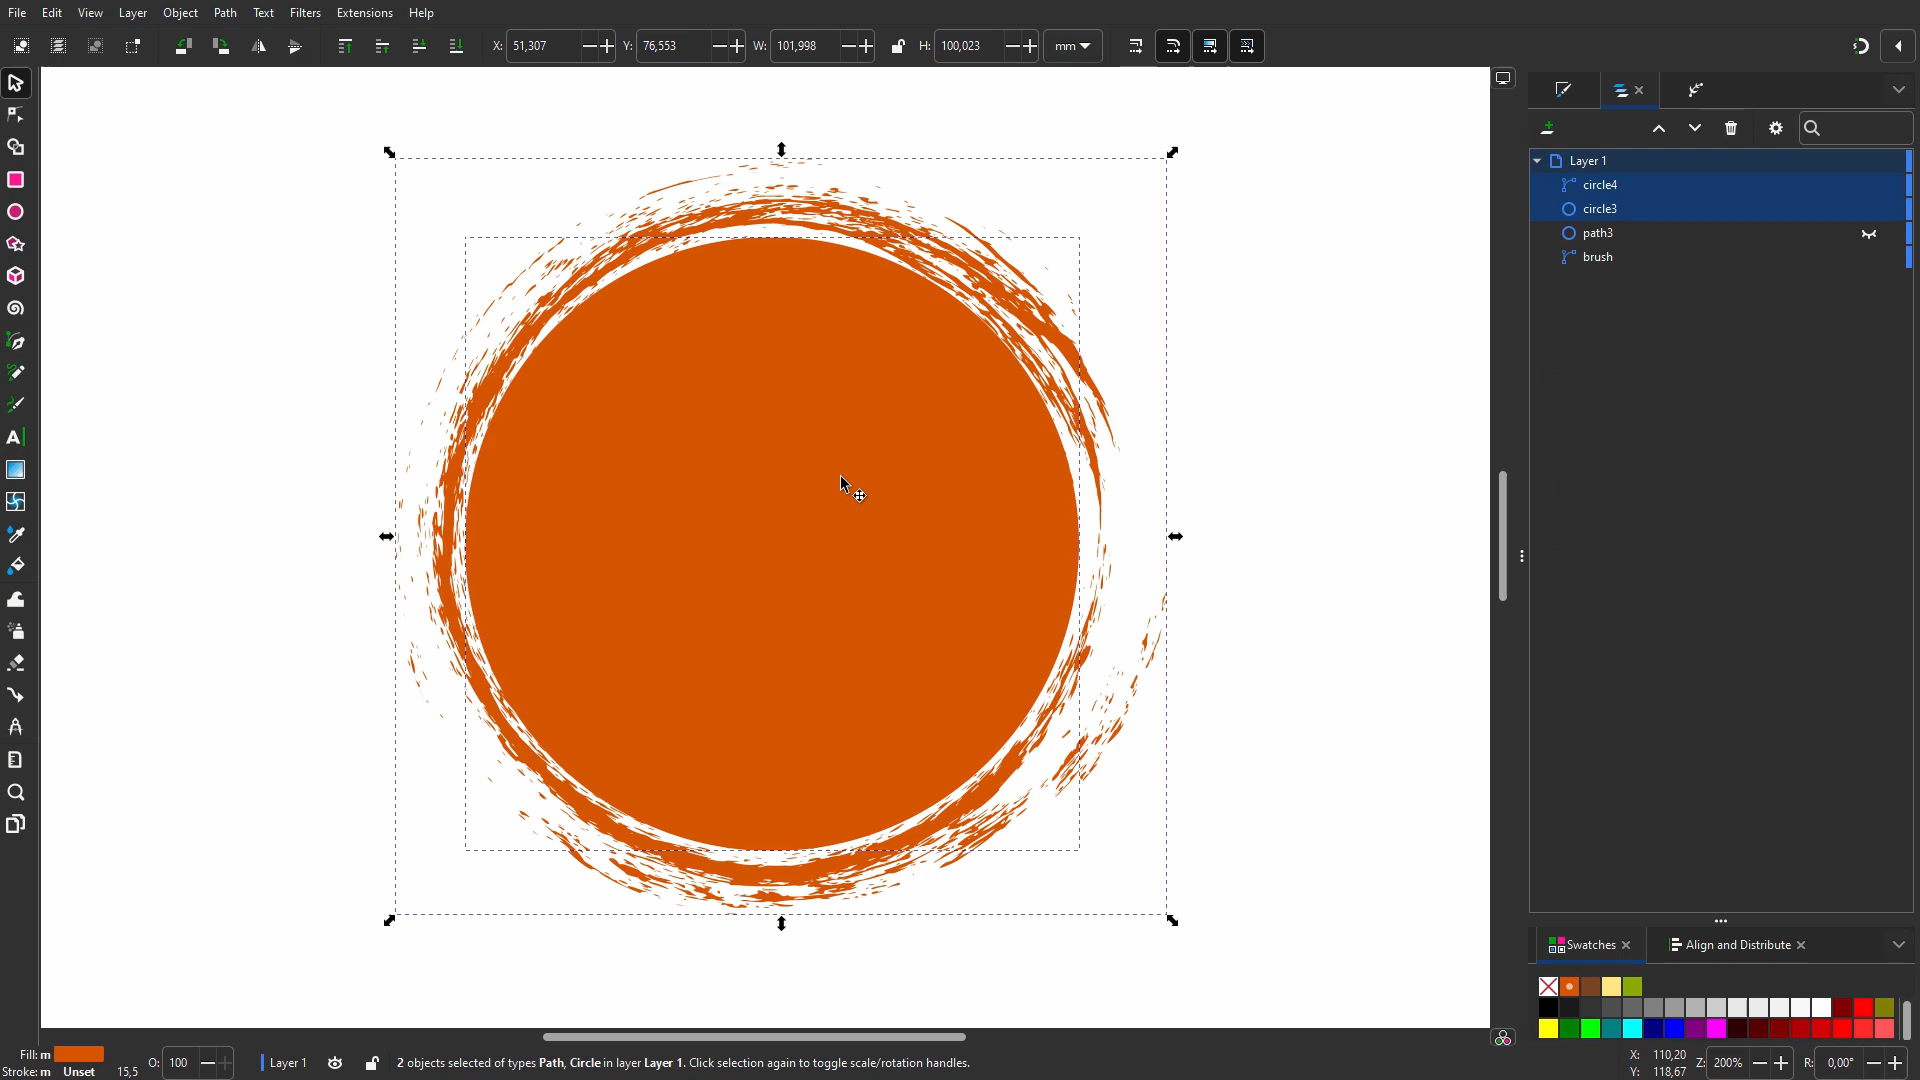 File Edit View Layer Object Path Text Filters Extensions Help
X: 51,307 Y: 76,553 W: 101,998 H: 100,023 mm
Layer 1
circle4
circle3
path3
brush
Swatches Align and Distribute
Fill: m
Stroke: m Unset 15,5 O: 100 Layer 1 2 objects selected of types Path, Circle in layer Layer 1. Click selection again to toggle scale/rotation handles.
X: 110,20
Y: 118,67
Z: 200% R: 0,00°